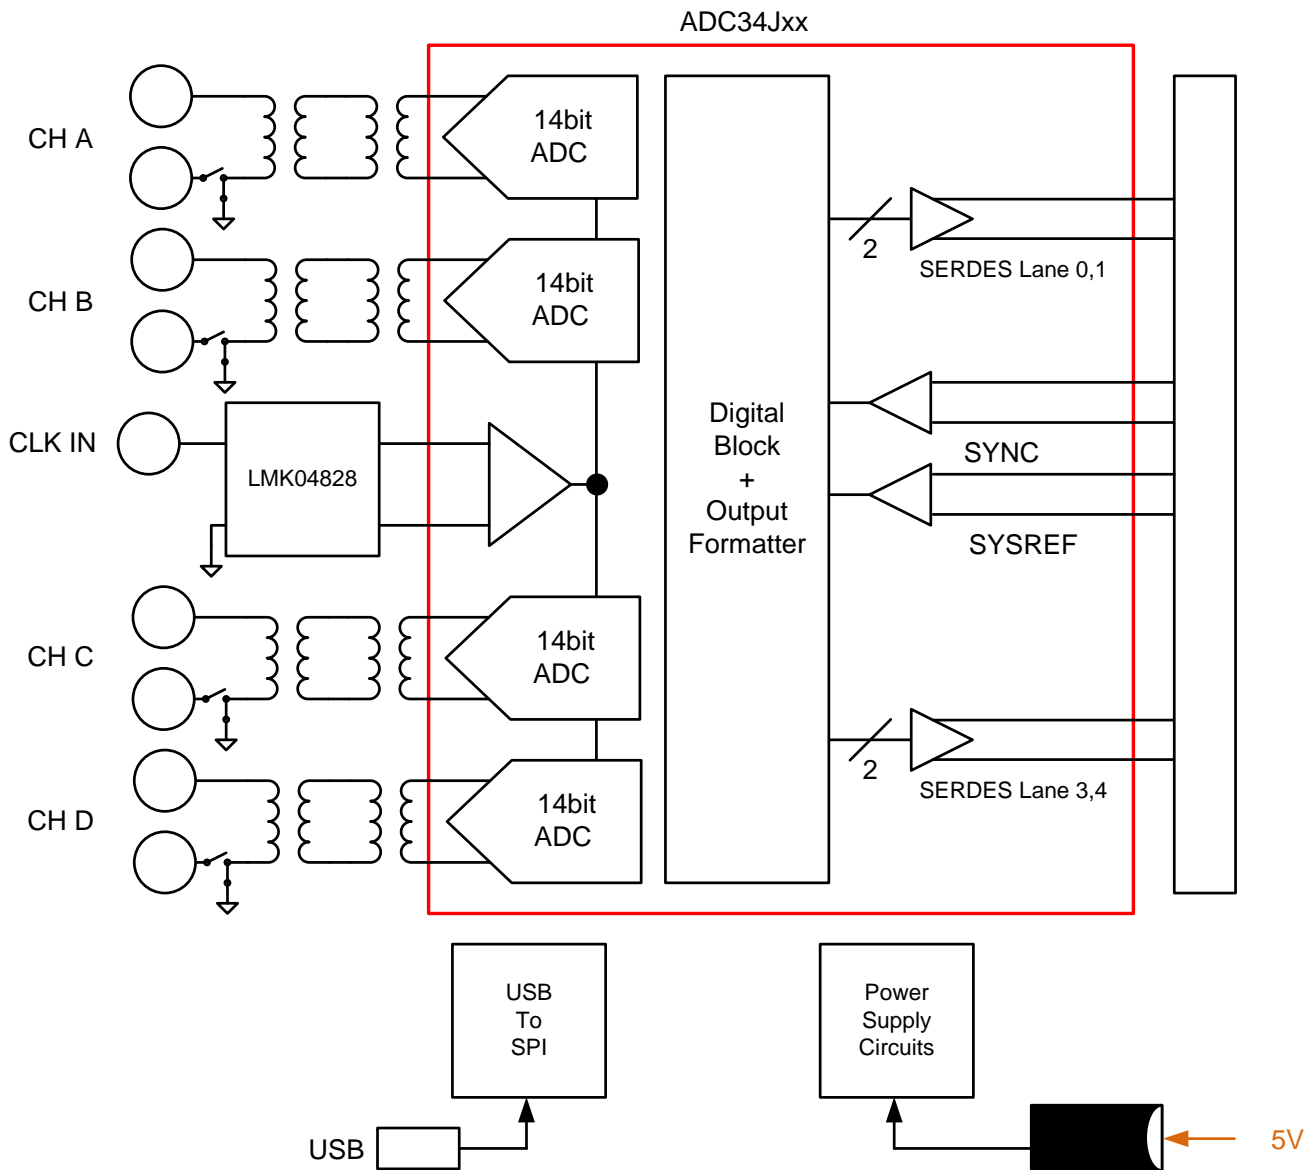 ADC34Jxx
CH A
14bit
ADC
2
SERDES Lane 0,1
CH B
14bit
ADC
CLK IN
LMK04828
Digital
Block
+
Output
Formatter
SYNC
SYSREF
CH C
14bit
ADC
2
SERDES Lane 3,4
CH D
14bit
ADC
USB
To
SPI
Power
Supply
Circuits
USB
5V